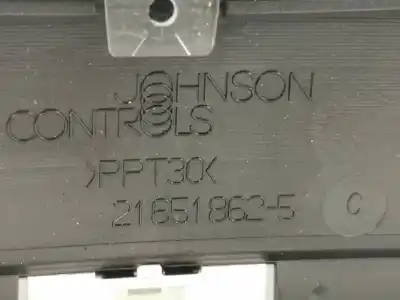 JOHNSON
CONTROLS
>PPT30<
21651862-5
C